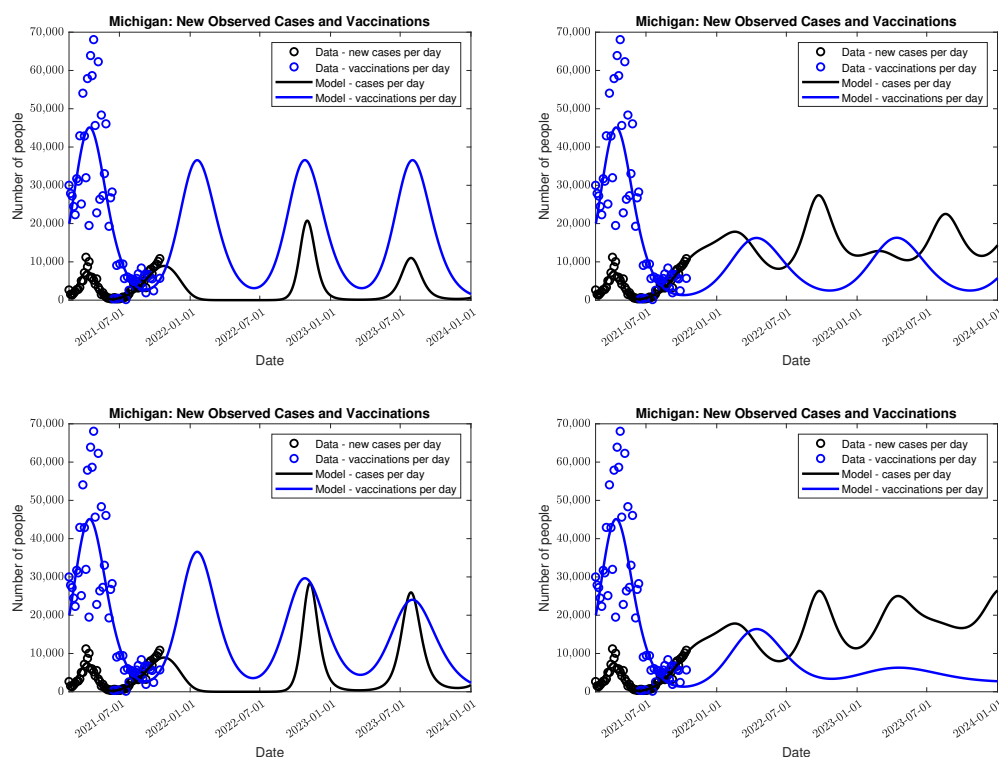 Michigan: New Observed Cases and Vaccinations
70,000
60,000
50,000
40,000
30,000
20,000
10,000
0
Number of people
Data - new cases per day
Data - vaccinations per day
Model - cases per day
Model - vaccinations per day
2021-07-01
2022-01-01
2022-07-01
2023-01-01
2023-07-01
2024-01-01
Date
Michigan: New Observed Cases and Vaccinations
70,000
60,000
50,000
40,000
30,000
20,000
10,000
0
Number of people
Data - new cases per day
Data - vaccinations per day
Model - cases per day
Model - vaccinations per day
2021-07-01
2022-01-01
2022-07-01
2023-01-01
2023-07-01
2024-01-01
Date
Michigan: New Observed Cases and Vaccinations
70,000
60,000
50,000
40,000
30,000
20,000
10,000
0
Number of people
Data - new cases per day
Data - vaccinations per day
Model - cases per day
Model - vaccinations per day
2021-07-01
2022-01-01
2022-07-01
2023-01-01
2023-07-01
2024-01-01
Date
Michigan: New Observed Cases and Vaccinations
70,000
60,000
50,000
40,000
30,000
20,000
10,000
0
Number of people
Data - new cases per day
Data - vaccinations per day
Model - cases per day
Model - vaccinations per day
2021-07-01
2022-01-01
2022-07-01
2023-01-01
2023-07-01
2024-01-01
Date